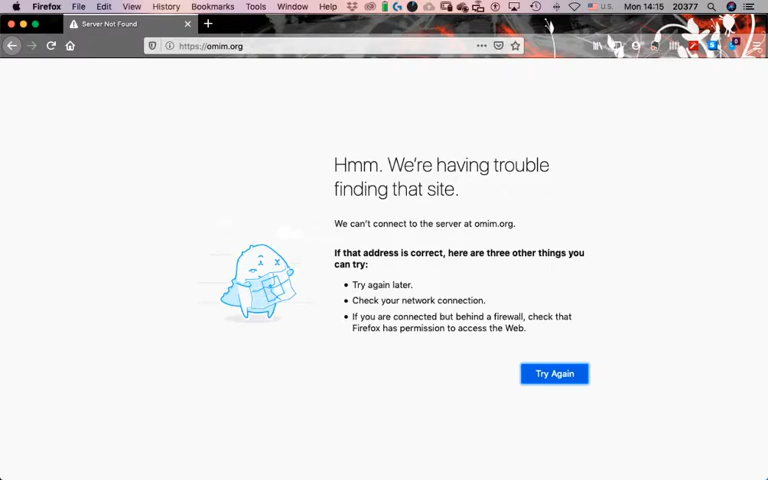 Firefox File Edit View History Bookmarks Tools Window Help U.S. Mon 14:15 20377
Server Not Found
https://omim.org
Hmm. We're having trouble
finding that site.
We can't connect to the server at omim.org.
If that address is correct, here are three other things you
can try:
Try again later.
Check your network connection.
If you are connected but behind a firewall, check that
Firefox has permission to access the Web.
Try Again